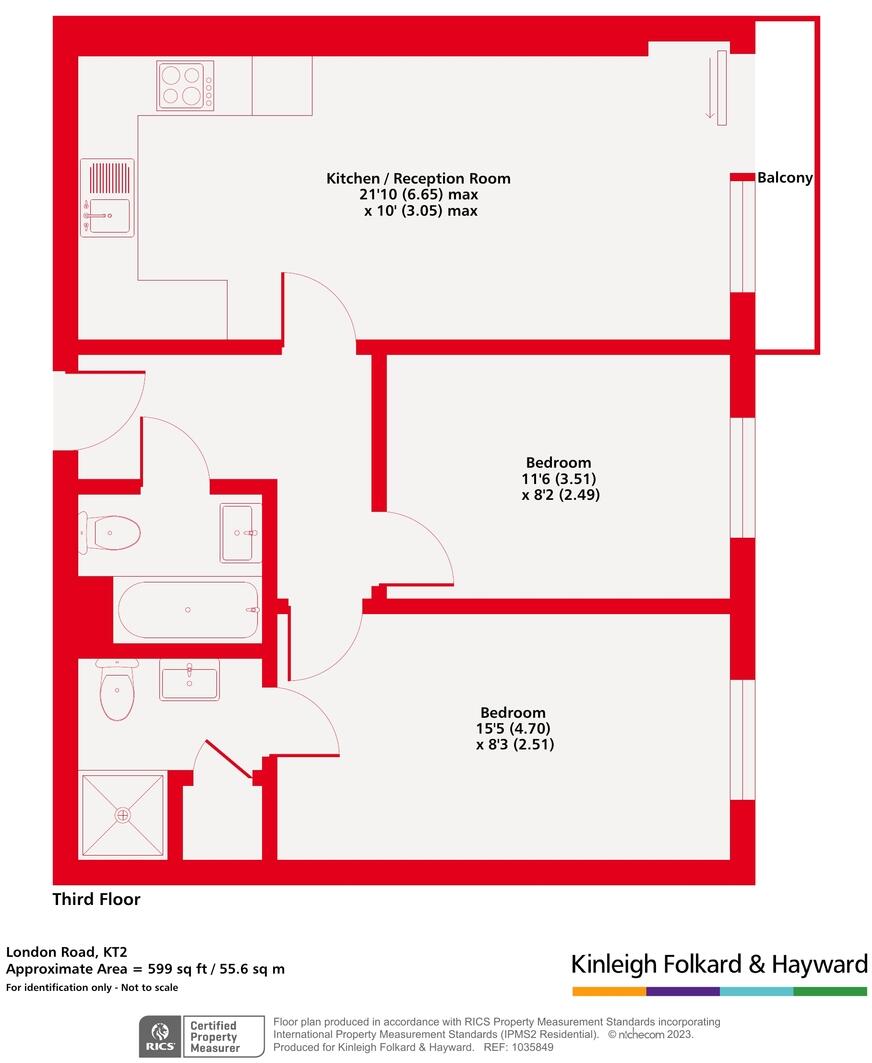 Kitchen / Reception Room
21'10 (6.65) max
x 10' (3.05) max
Balcony
Bedroom
11'6 (3.51)
x 8'2 (2.49)
Bedroom
15'5 (4.70)
x 8'3 (2.51)
Third Floor
London Road, KT2
Approximate Area = 599 sq ft / 55.6 sq m
For identification only - Not to scale
Kinleigh Folkard & Hayward
RICS
Certified
Property
Measurer
Floor plan produced in accordance with RICS Property Measurement Standards incorporating
International Property Measurement Standards (IPMS2 Residential). © nichecom 2023.
Produced for Kinleigh Folkard & Hayward. REF: 1035849